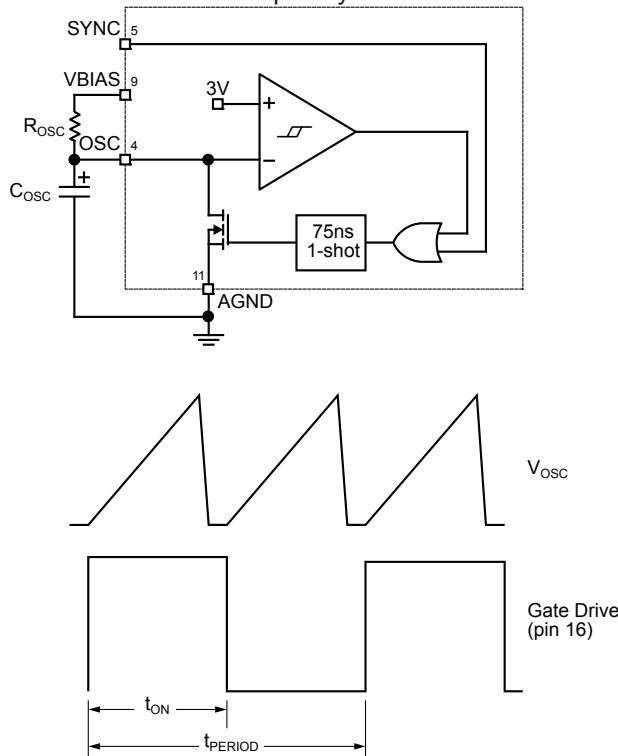 SYNC 5
VBIAS 9
3V
ROSC
OSC 4
COSC
75ns
1-shot
11
AGND
VOSC
Gate Drive
(pin 16)
tON
tPERIOD